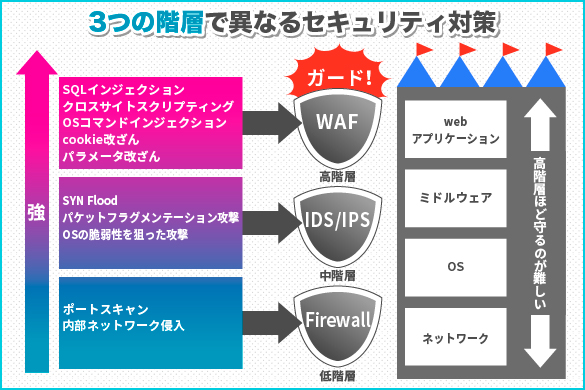 3つの階層で異なるセキュリティ対策
強
SQLインジェクション
クロスサイトスクリプティング
OSコマンドインジェクション
cookie改ざん
パラメータ改ざん
ガード!
WAF
高階層
SYN Flood
パケットフラグメンテーション攻撃
OSの脆弱性を狙った攻撃
IDS/IPS
中階層
ポートスキャン
内部ネットワーク侵入
Firewall
低階層
web
アプリケーション
ミドルウェア
OS
ネットワーク
高階層ほど守るのが難しい